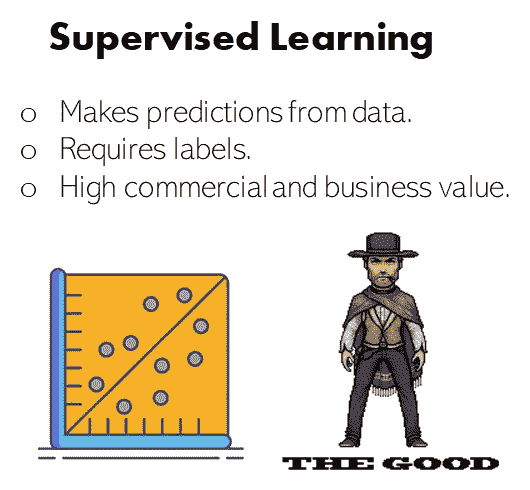 Supervised Learning
o Makes predictions from data.
o Requires labels.
o High commercial and business value.
THE GOOD